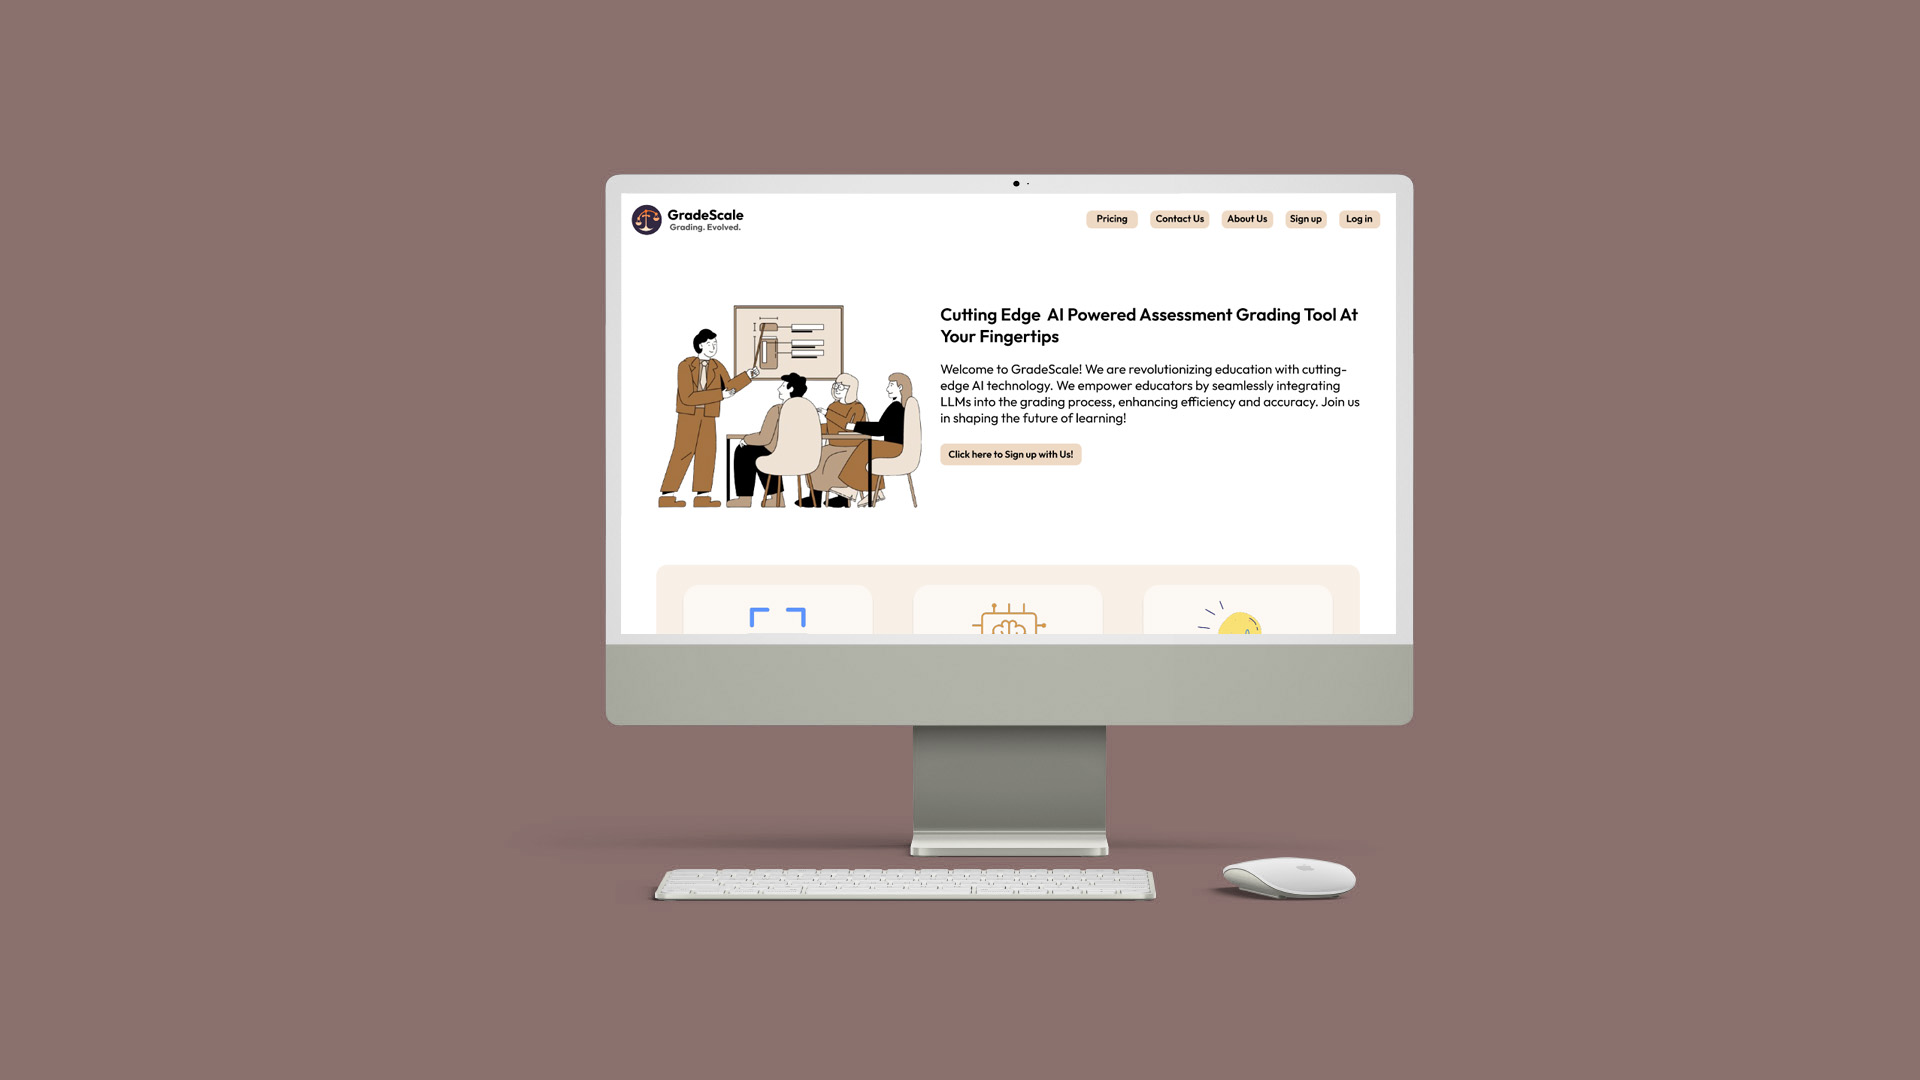 GradeScale
Grading. Evolved.
Pricing
Contact Us
About Us
Sign up
Log in
Cutting Edge  AI Powered Assessment Grading Tool At
Your Fingertips
Welcome to GradeScale! We are revolutionizing education with cutting-
edge AI technology. We empower educators by seamlessly integrating
LLMs into the grading process, enhancing efficiency and accuracy. Join us
in shaping the future of learning!
Click here to Sign up with Us!